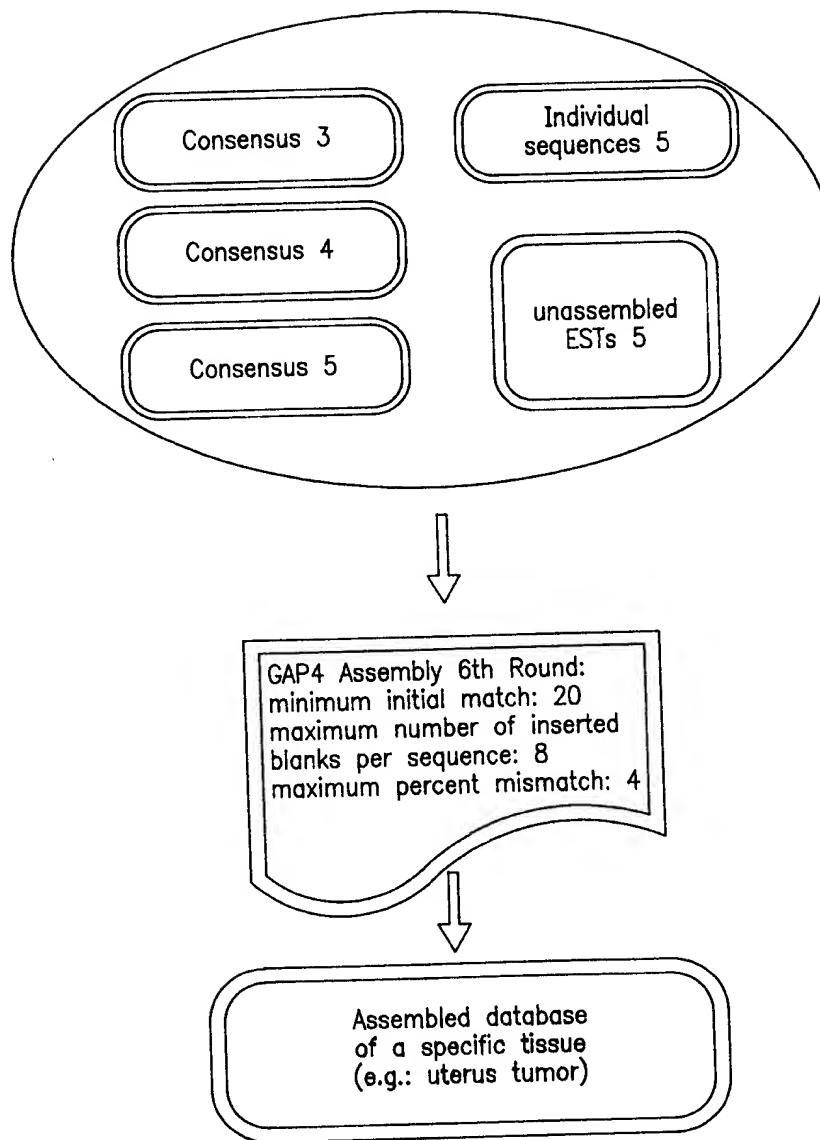 Consensus 3
Individual
sequences 5
Consensus 4
unassembled
ESTs 5
Consensus 5
GAP4 Assembly 6th Round:
minimum initial match: 20
maximum number of inserted
blanks per sequence: 8
maximum percent mismatch: 4
Assembled database
of a specific tissue
(e.g.: uterus tumor)